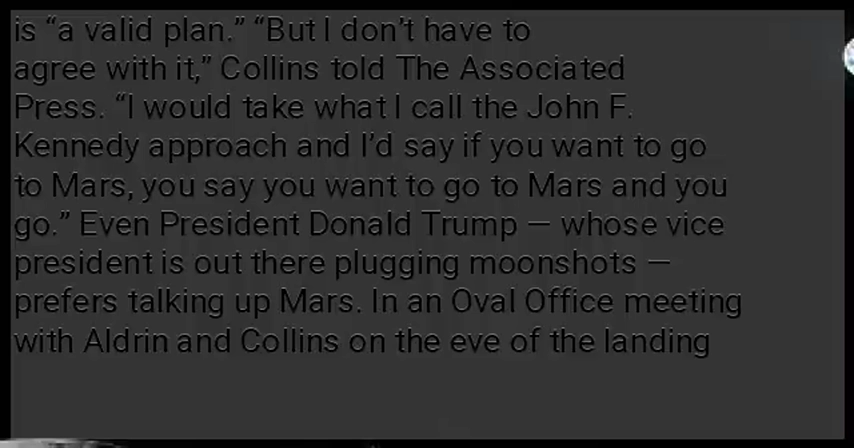 is “a valid plan.” “But I don’t have to
agree with it,” Collins told The Associated
Press. “I would take what I call the John F.
Kennedy approach and I’d say if you want to go
to Mars, you say you want to go to Mars and you
go.” Even President Donald Trump — whose vice
president is out there plugging moonshots —
prefers talking up Mars. In an Oval Office meeting
with Aldrin and Collins on the eve of the landing